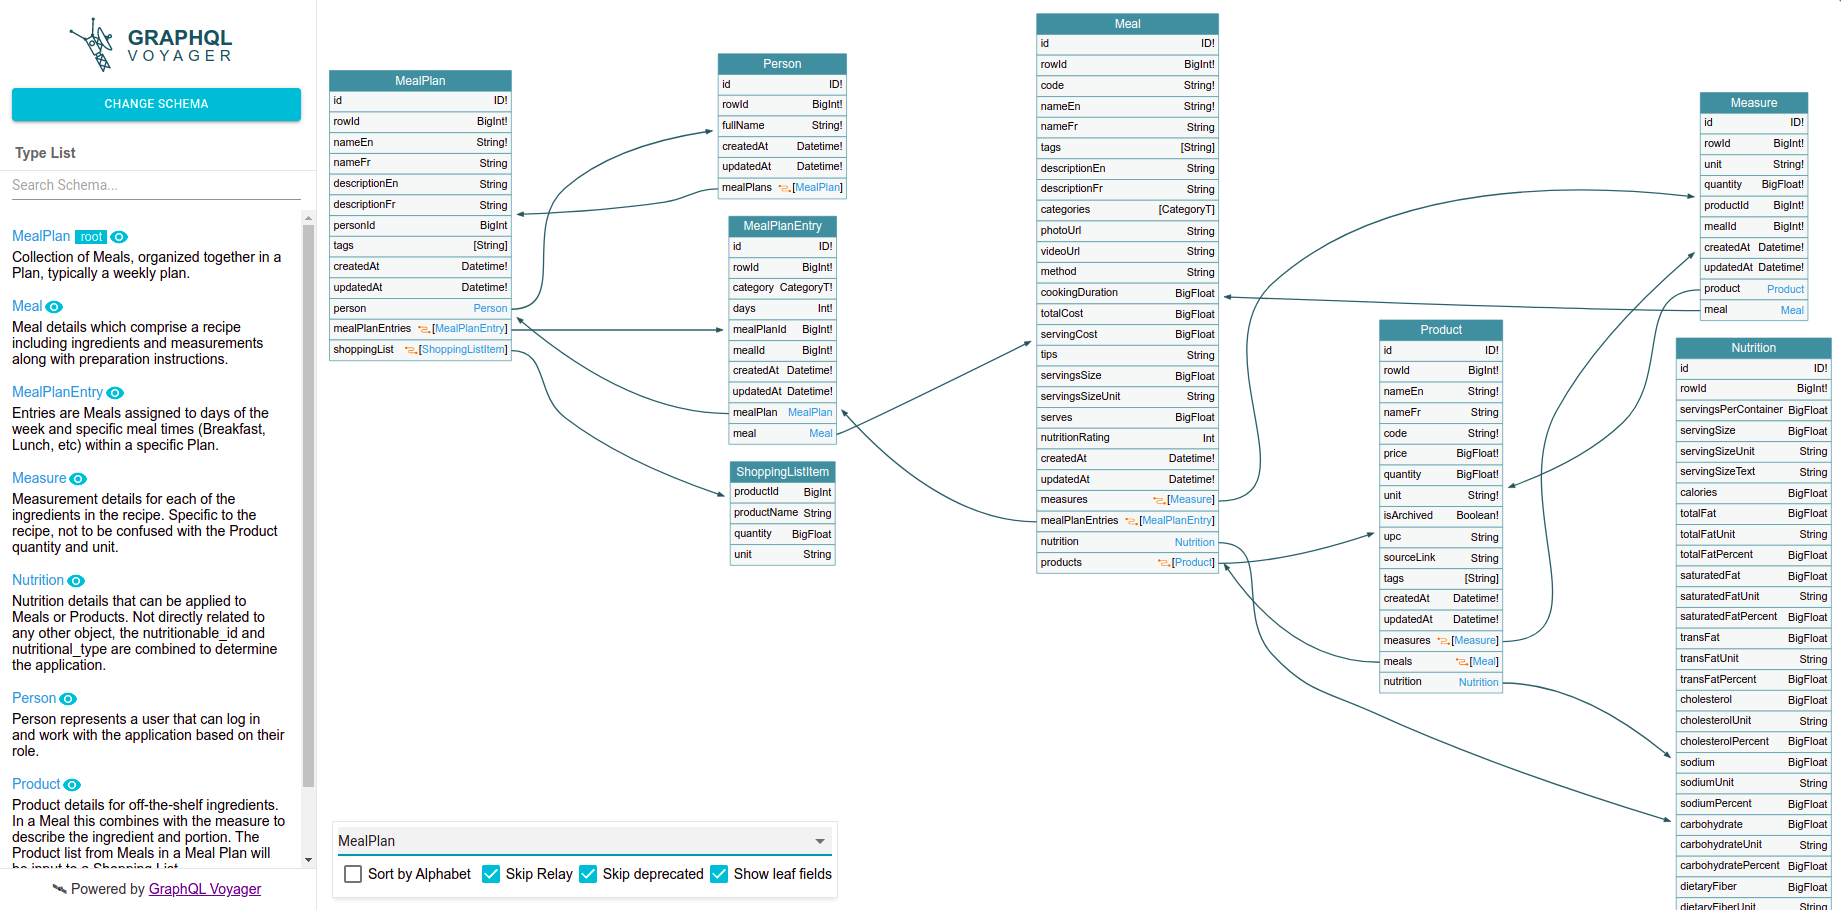 GRAPHQL
VOYAGER
CHANGE SCHEMA
Type List
Search Schema...
MealPlan root
Collection of Meals, organized together in a
Plan, typically a weekly plan.
Meal
Meal details which comprise a recipe
including ingredients and measurements
along with preparation instructions.
MealPlanEntry
Entries are Meals assigned to days of the
week and specific meal times (Breakfast,
Lunch, etc) within a specific Plan.
Measure
Measurement details for each of the
ingredients in the recipe. Specific to the
recipe, not to be confused with the Product
quantity and unit.
Nutrition
Nutrition details that can be applied to
Meals or Products. Not directly related to
any other object, the nutritionable_id and
nutritional_type are combined to determine
the application.
Person
Person represents a user that can log in
and work with the application based on their
role.
Product
Product details for off-the-shelf ingredients.
In a Meal this combines with the measure to
describe the ingredient and portion. The
Product list from Meals in a Meal Plan will
be input to a Shopping List.
Powered by GraphQL Voyager
MealPlan
id ID!
rowId BigInt!
nameEn String!
nameFr String
descriptionEn String
descriptionFr String
personId BigInt
tags [String]
createdAt Datetime!
updatedAt Datetime!
person Person
mealPlanEntries [MealPlanEntry]
shoppingList [ShoppingListItem]
Person
id ID!
rowId BigInt!
fullName String!
createdAt Datetime!
updatedAt Datetime!
mealPlans [MealPlan]
MealPlanEntry
id ID!
rowId BigInt!
category CategoryT!
days Int!
mealPlanId BigInt!
mealId BigInt!
createdAt Datetime!
updatedAt Datetime!
mealPlan MealPlan
meal Meal
ShoppingListItem
productId BigInt
productName String
quantity BigFloat
unit String
Meal
id ID!
rowId BigInt!
code String!
nameEn String!
nameFr String
tags [String]
descriptionEn String
descriptionFr String
categories [CategoryT]
photoUrl String
videoUrl String
method String
cookingDuration BigFloat
totalCost BigFloat
servingCost BigFloat
tips String
servingsSize BigFloat
servingsSizeUnit String
serves BigFloat
nutritionRating Int
createdAt Datetime!
updatedAt Datetime!
measures [Measure]
mealPlanEntries [MealPlanEntry]
nutrition Nutrition
products [Product]
Product
id ID!
rowId BigInt!
nameEn String!
nameFr String
code String!
price BigFloat!
quantity BigFloat!
unit String!
isArchived Boolean!
upc String
sourceLink String
tags [String]
createdAt Datetime!
updatedAt Datetime!
measures [Measure]
meals [Meal]
nutrition Nutrition
Measure
id ID!
rowId BigInt!
unit String!
quantity BigFloat!
productId BigInt!
mealId BigInt!
createdAt Datetime!
updatedAt Datetime!
product Product
meal Meal
Nutrition
id ID!
rowId BigInt!
servingsPerContainer BigFloat
servingSize BigFloat
servingSizeUnit String
servingSizeText String
calories BigFloat
totalFat BigFloat
totalFatUnit String
totalFatPercent BigFloat
saturatedFat BigFloat
saturatedFatUnit String
saturatedFatPercent BigFloat
transFat BigFloat
transFatUnit String
transFatPercent BigFloat
cholesterol BigFloat
cholesterolUnit String
cholesterolPercent BigFloat
sodium BigFloat
sodiumUnit String
sodiumPercent BigFloat
carbohydrate BigFloat
carbohydrateUnit String
carbohydratePercent BigFloat
dietaryFiber BigFloat
dietaryFiberUnit String
MealPlan
Sort by Alphabet Skip Relay Skip deprecated Show leaf fields